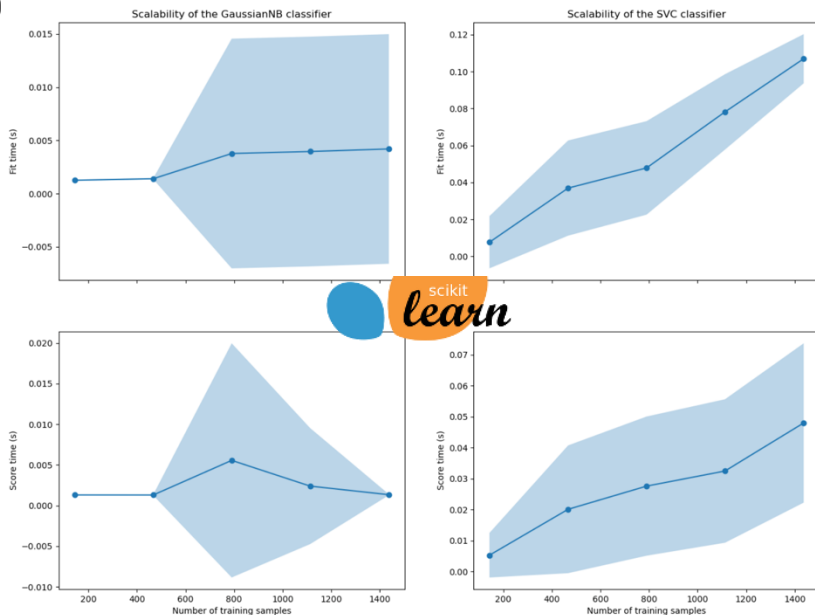 Scalability of the GaussianNB classifier
Scalability of the SVC classifier
Fit time (s)
0.015
0.010
0.005
0.000
−0.005
Fit time (s)
0.12
0.10
0.08
0.06
0.04
0.02
0.00
scikit
learn
Score time (s)
0.020
0.015
0.010
0.005
0.000
−0.005
−0.010
200 400 600 800 1000 1200 1400
Number of training samples
Score time (s)
0.07
0.06
0.05
0.04
0.03
0.02
0.01
0.00
200 400 600 800 1000 1200 1400
Number of training samples